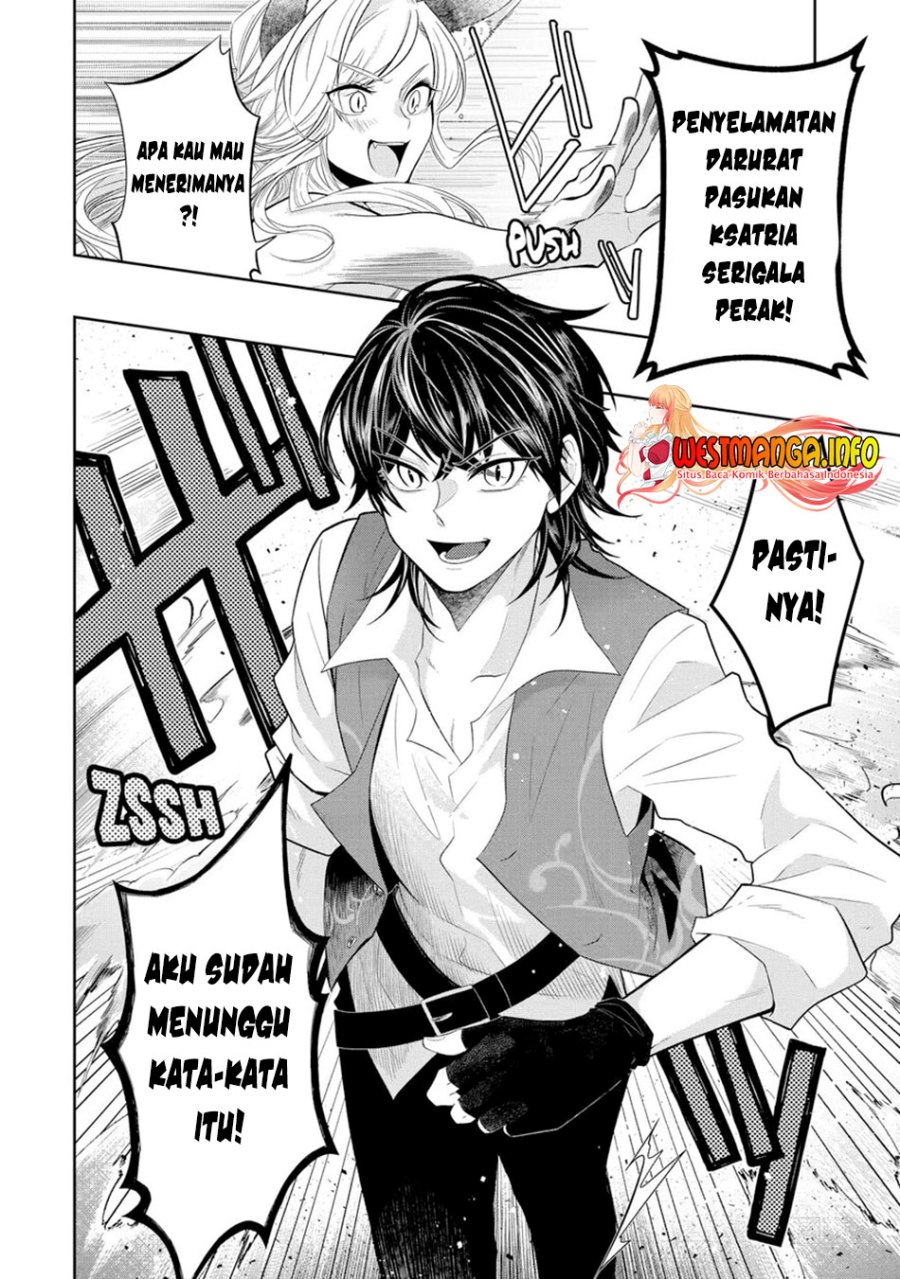 PENYELAMATAN
DARURAT
PASUKAN
KSATRIA
SERIGALA
PERAK!
APA KAU MAU
MENERIMANYA
?!
PUSH
WESTMANGA.INFO
Situs Baca Komik Berbahasa Indonesia
PASTI-
NYA!
ZSSH
AKU SUDAH
MENUNGGU
KATA-KATA
ITU!